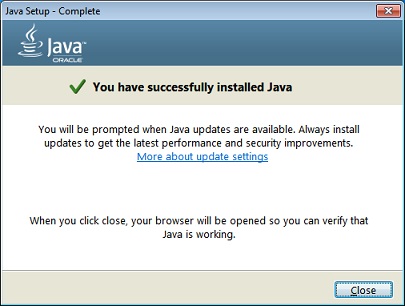 Java Setup - Complete
Java™
ORACLE
You have successfully installed Java
You will be prompted when Java updates are available. Always install
updates to get the latest performance and security improvements.
More about update settings
When you click close, your browser will be opened so you can verify that
Java is working.
Close